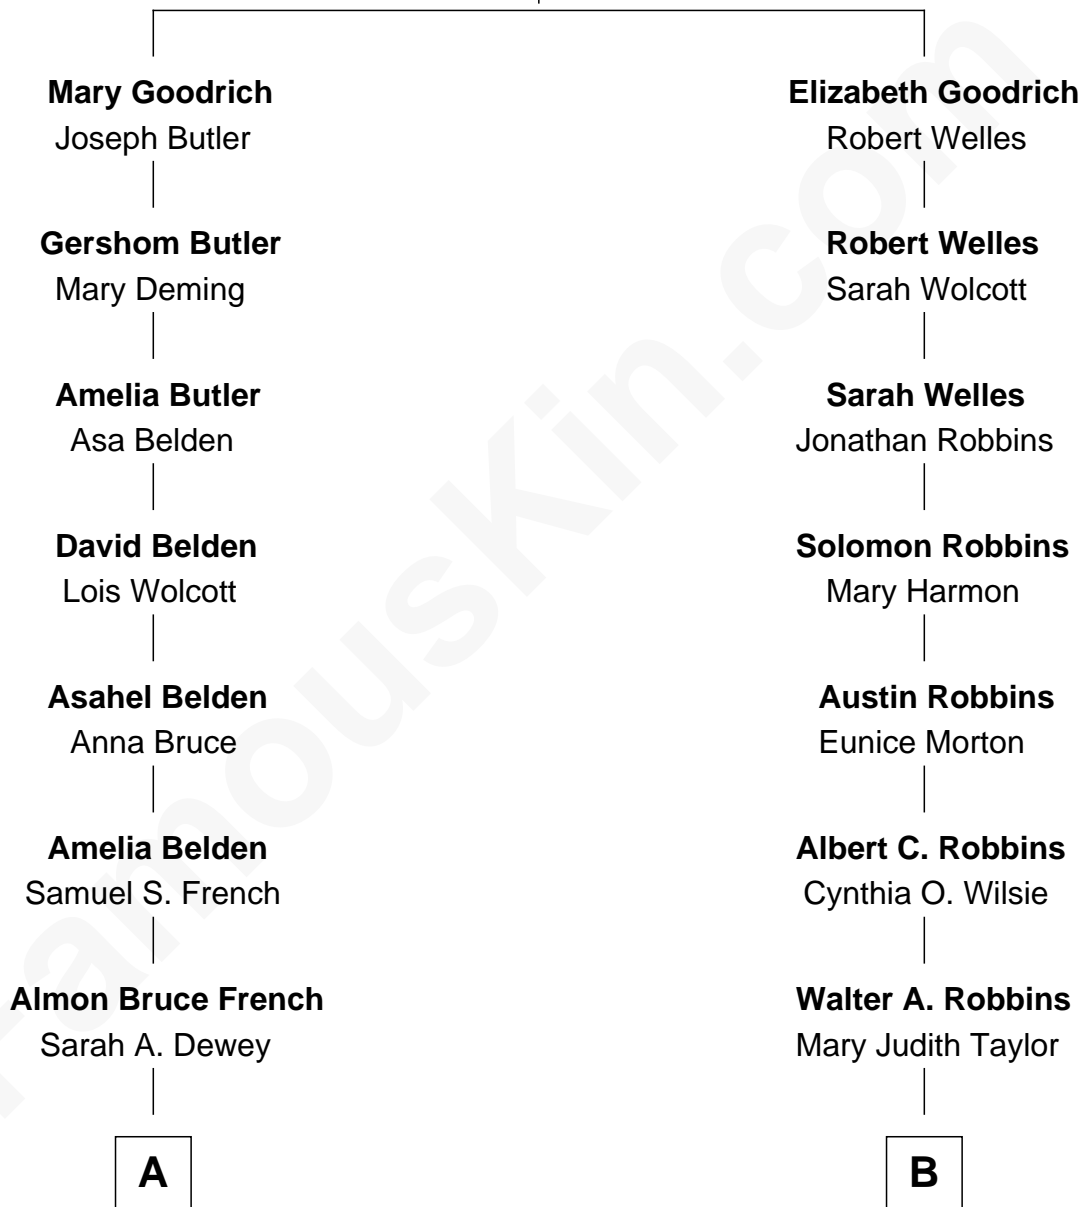 Mary Goodrich
Joseph Butler
Elizabeth Goodrich
Robert Welles
Gershom Butler
Mary Deming
Robert Welles
Sarah Wolcott
Amelia Butler
Asa Belden
Sarah Welles
Jonathan Robbins
David Belden
Lois Wolcott
Solomon Robbins
Mary Harmon
Asahel Belden
Anna Bruce
Austin Robbins
Eunice Morton
Amelia Belden
Samuel S. French
Albert C. Robbins
Cynthia O. Wilsie
Almon Bruce French
Sarah A. Dewey
Walter A. Robbins
Mary Judith Taylor
A
B
FamousKin.com